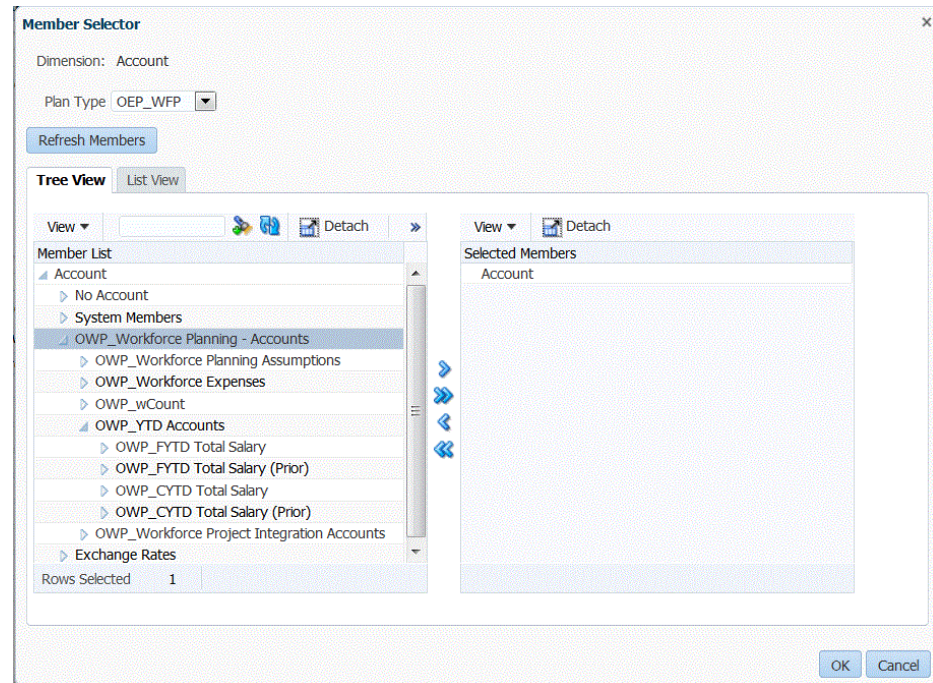 Member Selector
Dimension: Account
Plan Type OEP_WFP
Refresh Members
Tree View List View
View Detach » View Detach
Member List Selected Members
Account Account
No Account
System Members
OWP_Workforce Planning - Accounts
OWP_Workforce Planning Assumptions
OWP_Workforce Expenses
OWP_wCount
OWP_YTD Accounts
OWP_FYTD Total Salary
OWP_FYTD Total Salary (Prior)
OWP_CYTD Total Salary
OWP_CYTD Total Salary (Prior)
OWP_Workforce Project Integration Accounts
Exchange Rates
Rows Selected 1
OK Cancel